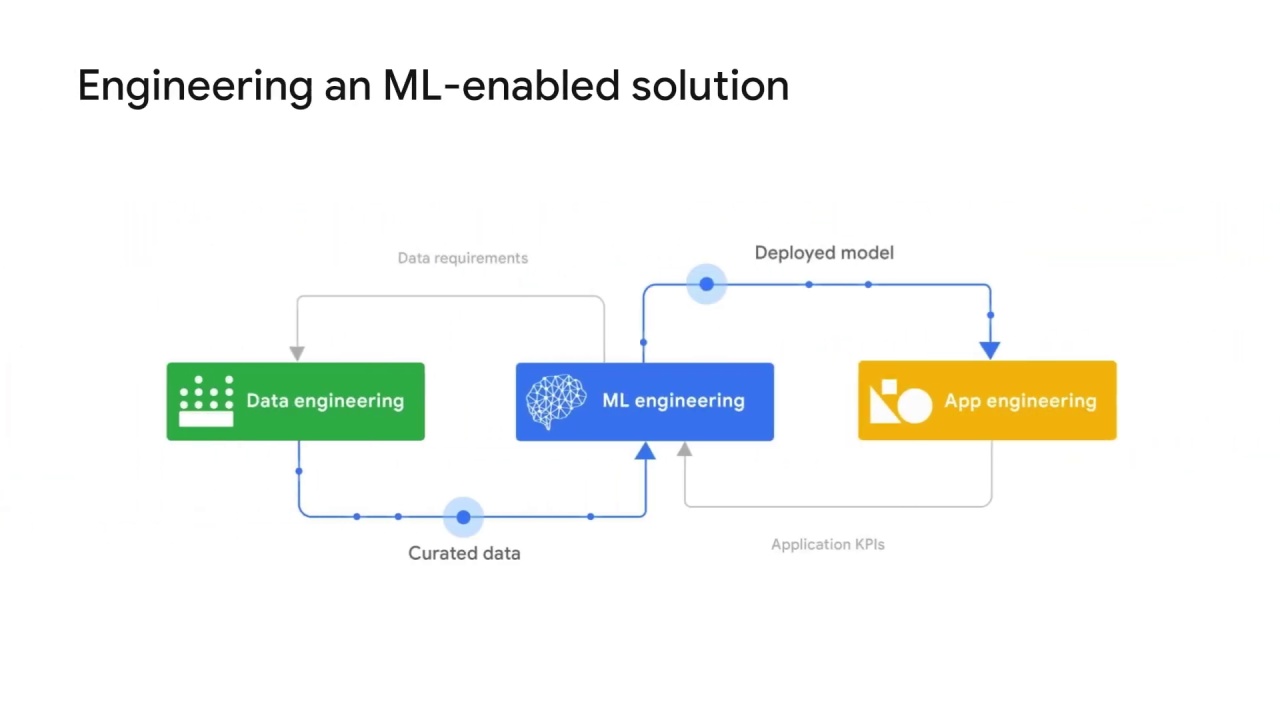 Engineering an ML-enabled solution
Data requirements
Deployed model
Data engineering
ML engineering
App engineering
Curated data
Application KPIs